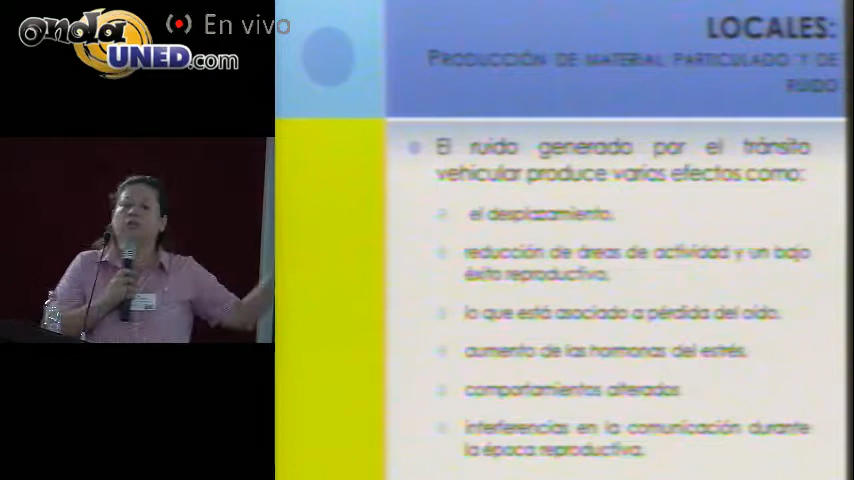 onda
UNED.com
En vivo
LOCALES:
PRODUCCIÓN DE MATERIAL PARTICULADO Y DE
RUIDO
El ruido generado por el tránsito
vehicular produce varios efectos como:
el desplazamiento.
reducción de áreas de actividad y un bajo
éxito reproductivo.
lo que está asociado a pérdida del oído.
aumento de las hormonas del estrés.
comportamientos alterados
interferencias en la comunicación durante
la época reproductiva.